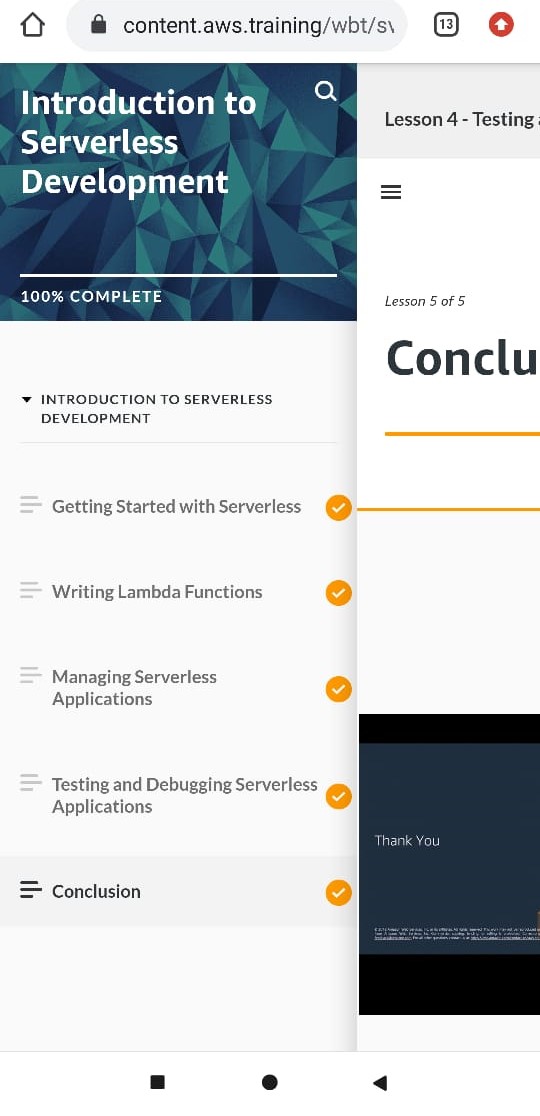 content.aws.training/wbt/sv
13
Introduction to
Serverless
Development
100% COMPLETE
INTRODUCTION TO SERVERLESS
DEVELOPMENT
Getting Started with Serverless
Writing Lambda Functions
Managing Serverless
Applications
Testing and Debugging Serverless
Applications
Conclusion
Lesson 4 - Testing
Lesson 5 of 5
Conclu
Thank You